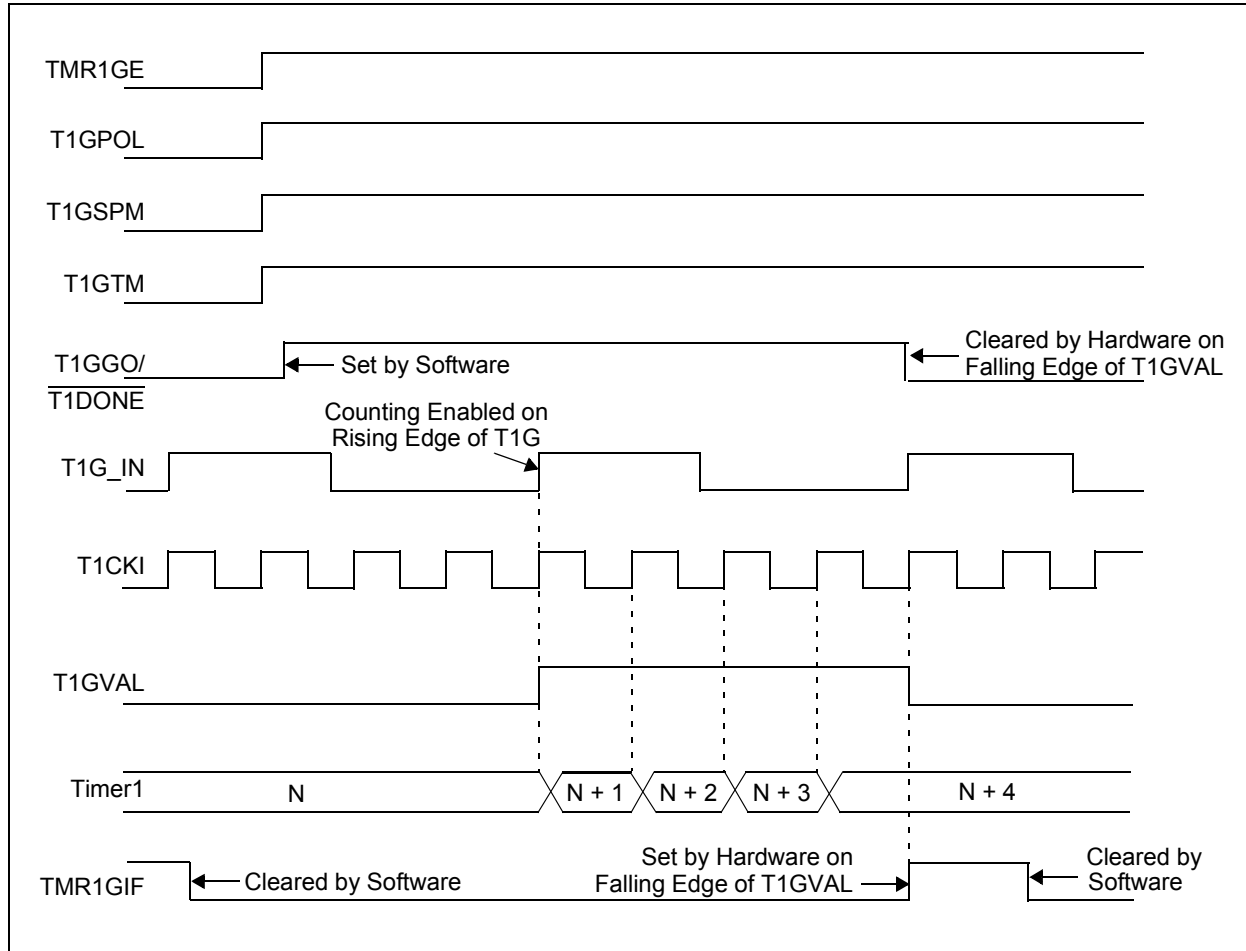 TMR1GE
T1GPOL
T1GSPM
T1GTM
T1GGO/
T1DONE
Set by Software
Cleared by Hardware on
Falling Edge of T1GVAL
Counting Enabled on
Rising Edge of T1G
T1G_IN
T1CKI
T1GVAL
Timer1
N
N + 1
N + 2
N + 3
N + 4
TMR1GIF
Cleared by Software
Set by Hardware on
Falling Edge of T1GVAL
Cleared by
Software